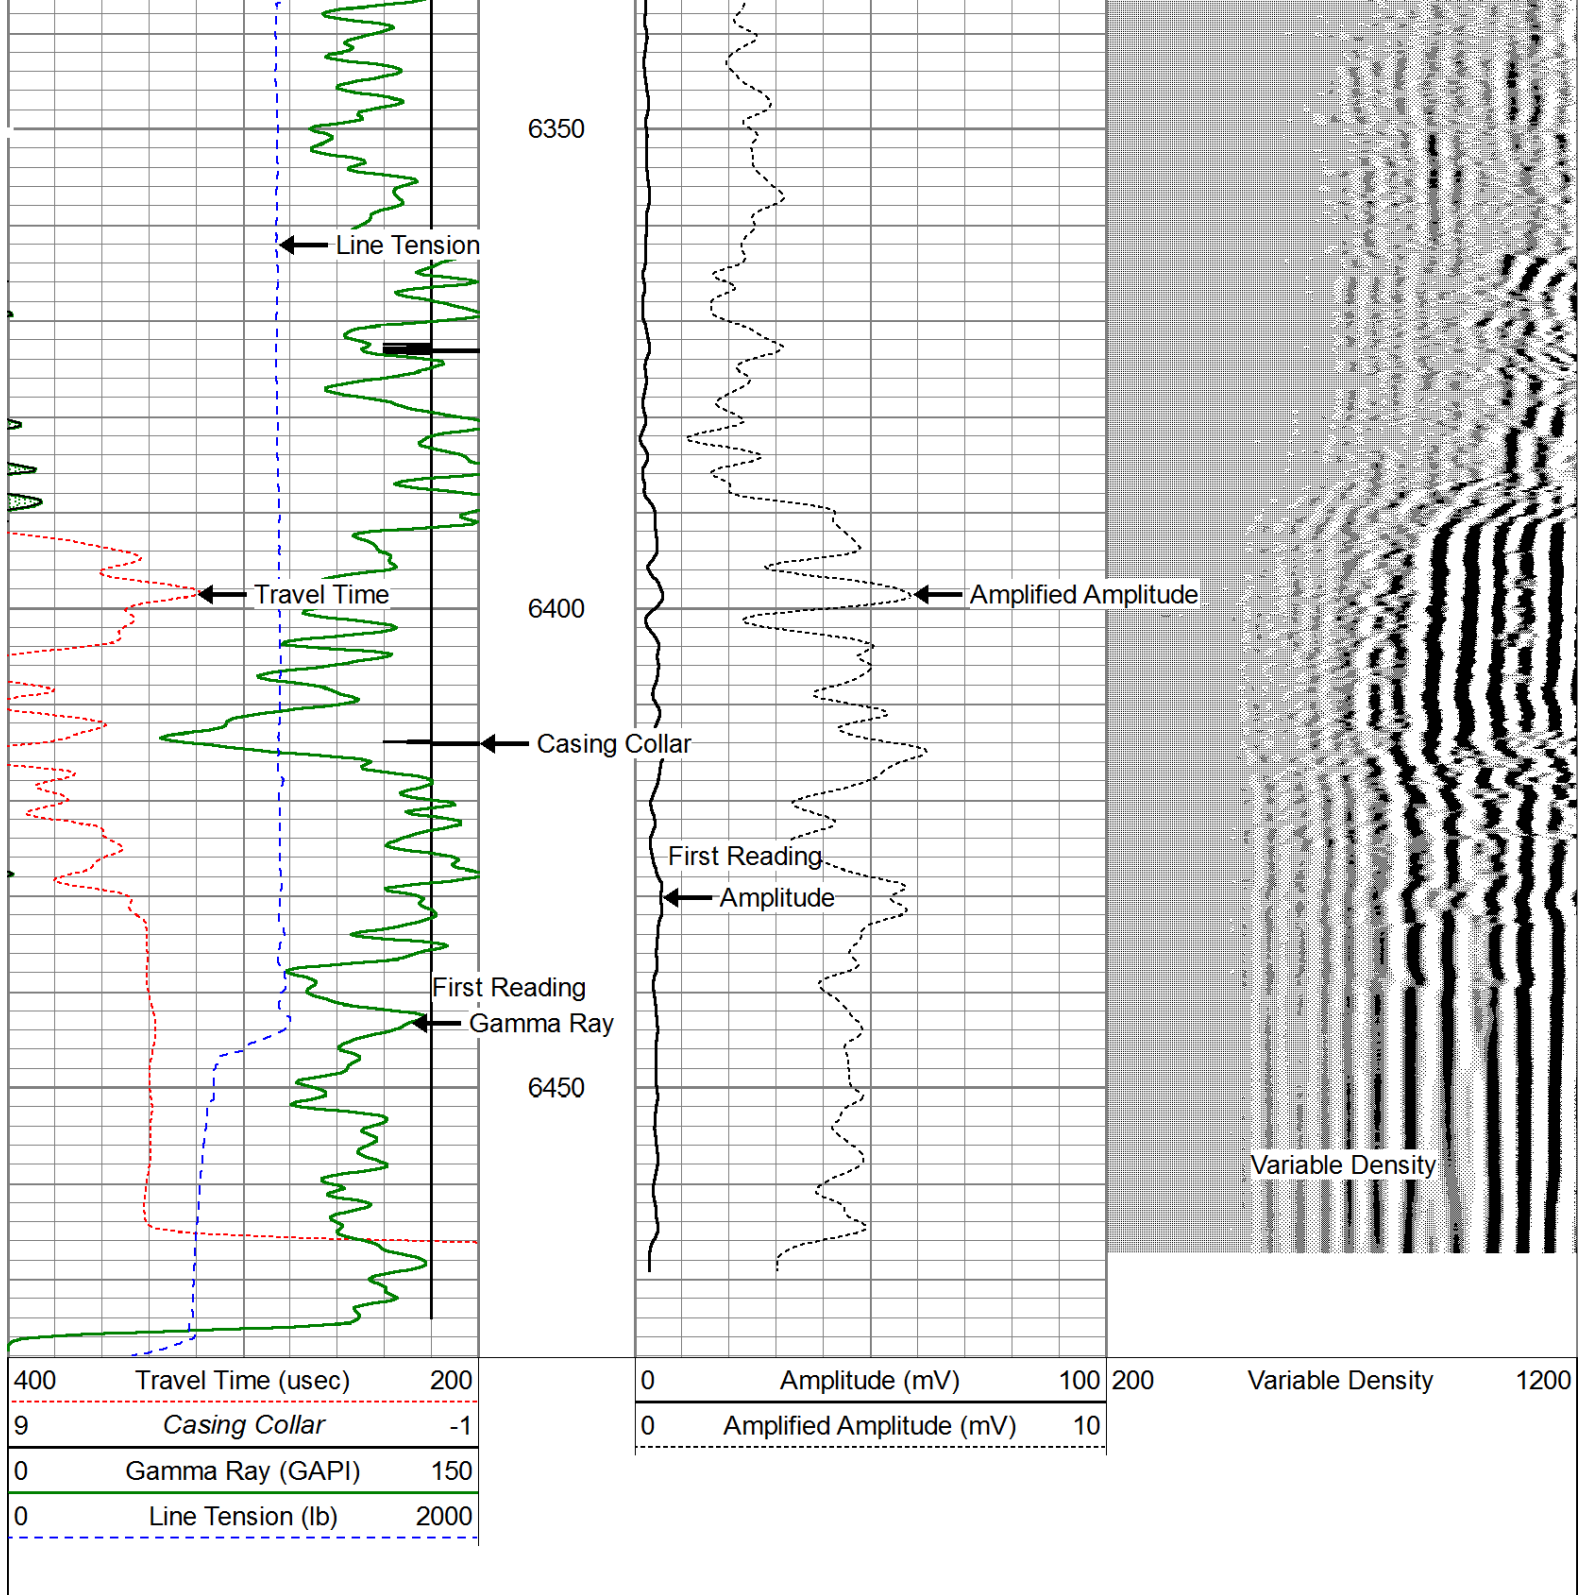 6350
Line Tension
Travel Time
6400
Amplified Amplitude
Casing Collar
First Reading
Amplitude
First Reading
Gamma Ray
6450
Variable Density
400 Travel Time (usec) 200
9 Casing Collar -1
0 Gamma Ray (GAPI) 150
0 Line Tension (lb) 2000
0 Amplitude (mV) 100
0 Amplified Amplitude (mV) 10
200 Variable Density 1200